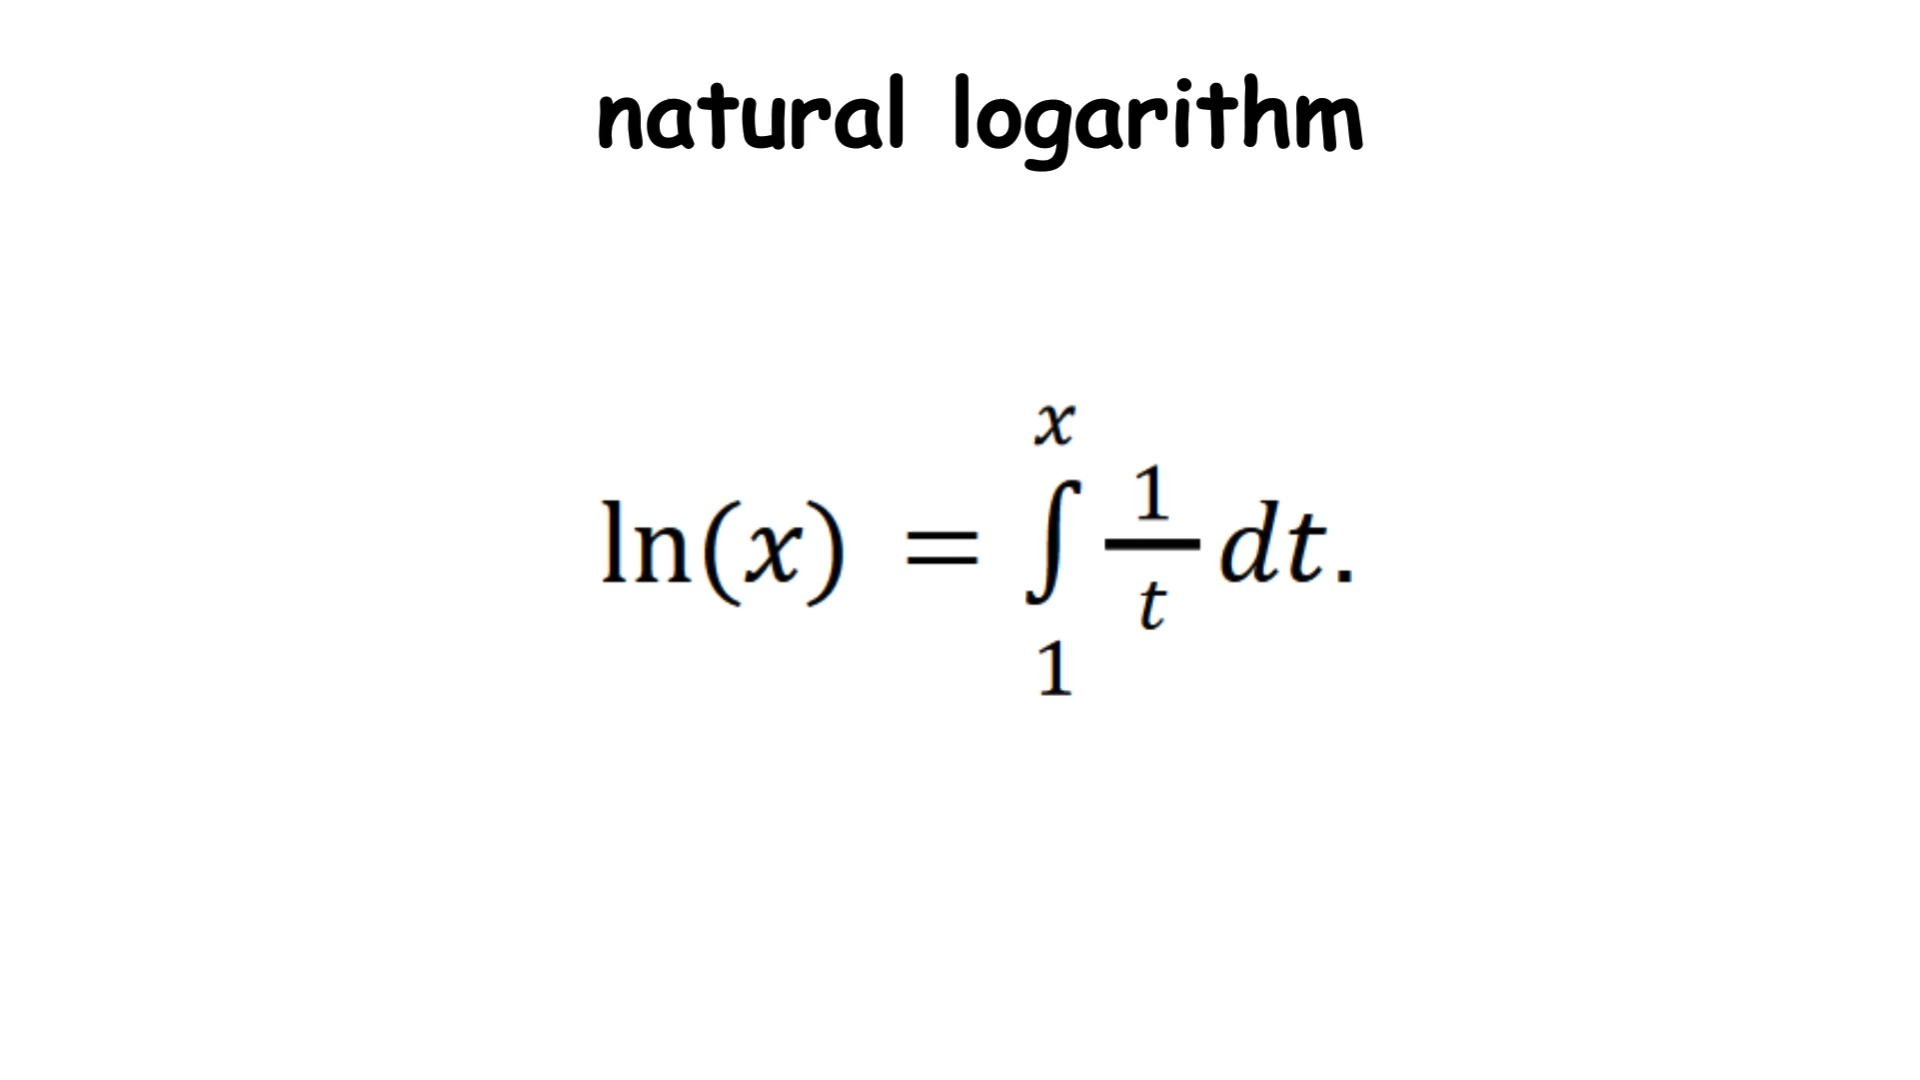 natural logarithm
ln(x) = ∫₁ˣ 1/t dt.